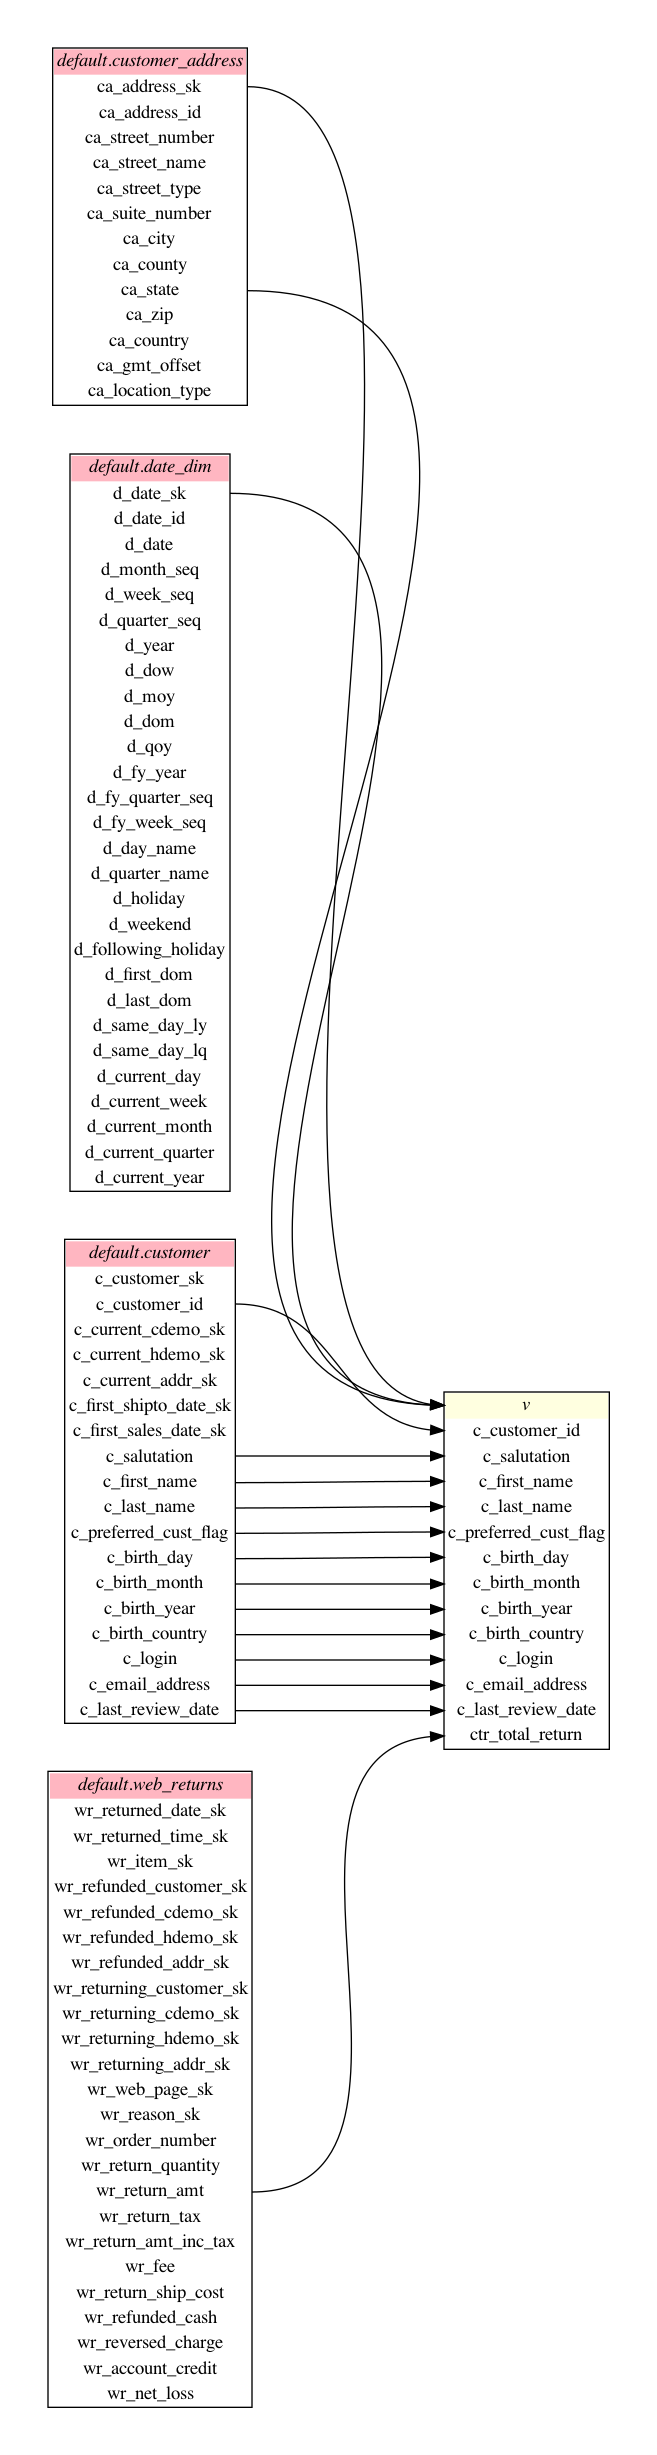 default.customer_address
ca_address_sk
ca_address_id
ca_street_number
ca_street_name
ca_street_type
ca_suite_number
ca_city
ca_county
ca_state
ca_zip
ca_country
ca_gmt_offset
ca_location_type
default.date_dim
d_date_sk
d_date_id
d_date
d_month_seq
d_week_seq
d_quarter_seq
d_year
d_dow
d_moy
d_dom
d_qoy
d_fy_year
d_fy_quarter_seq
d_fy_week_seq
d_day_name
d_quarter_name
d_holiday
d_weekend
d_following_holiday
d_first_dom
d_last_dom
d_same_day_ly
d_same_day_lq
d_current_day
d_current_week
d_current_month
d_current_quarter
d_current_year
default.customer
c_customer_sk
c_customer_id
c_current_cdemo_sk
c_current_hdemo_sk
c_current_addr_sk
c_first_shipto_date_sk
c_first_sales_date_sk
c_salutation
c_first_name
c_last_name
c_preferred_cust_flag
c_birth_day
c_birth_month
c_birth_year
c_birth_country
c_login
c_email_address
c_last_review_date
v
c_customer_id
c_salutation
c_first_name
c_last_name
c_preferred_cust_flag
c_birth_day
c_birth_month
c_birth_year
c_birth_country
c_login
c_email_address
c_last_review_date
ctr_total_return
default.web_returns
wr_returned_date_sk
wr_returned_time_sk
wr_item_sk
wr_refunded_customer_sk
wr_refunded_cdemo_sk
wr_refunded_hdemo_sk
wr_refunded_addr_sk
wr_returning_customer_sk
wr_returning_cdemo_sk
wr_returning_hdemo_sk
wr_returning_addr_sk
wr_web_page_sk
wr_reason_sk
wr_order_number
wr_return_quantity
wr_return_amt
wr_return_tax
wr_return_amt_inc_tax
wr_fee
wr_return_ship_cost
wr_refunded_cash
wr_reversed_charge
wr_account_credit
wr_net_loss